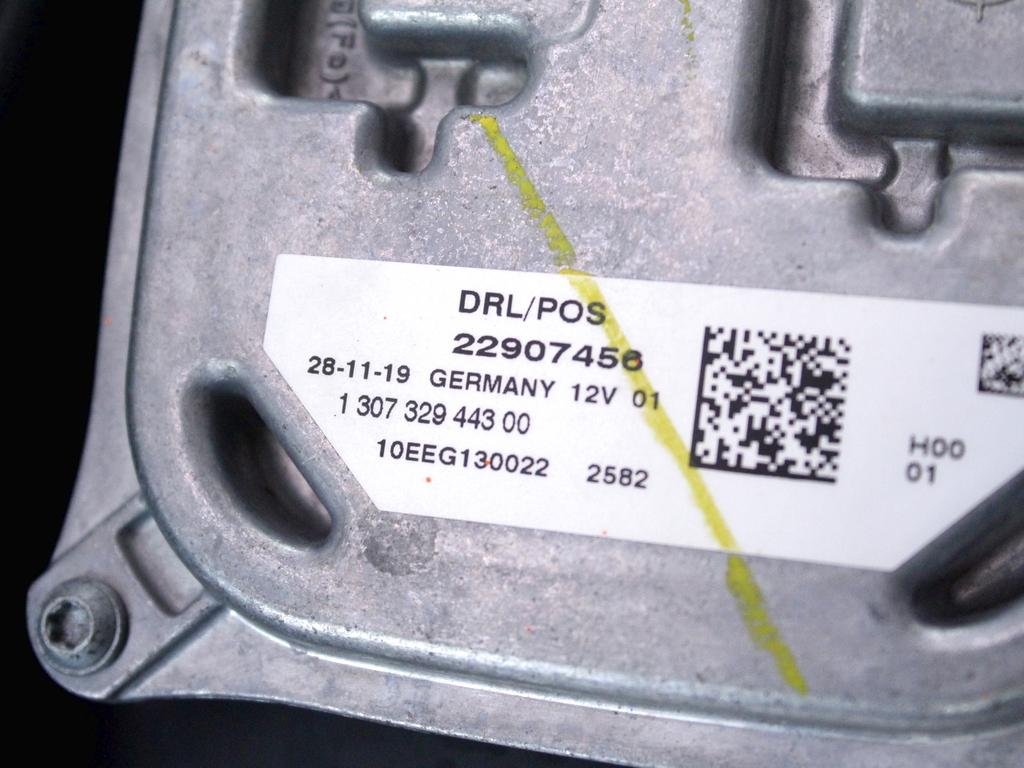 DRL/POS
22907456
28-11-19 GERMANY 12V 01
1 307 329 443 00
10EEG130022 2582
H00
01